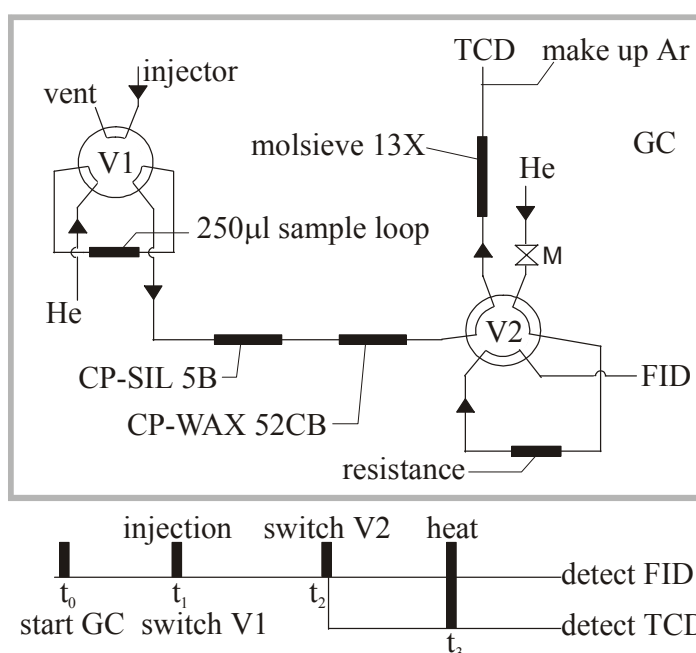 injector
vent
V1
250µl sample loop
He
CP-SIL 5B
CP-WAX 52CB
TCD
make up Ar
molsieve 13X
GC
He
M
V2
FID
resistance
injection
switch V2
heat
detect FID
t0
t1
t2
start GC
switch V1
detect TCD
t3